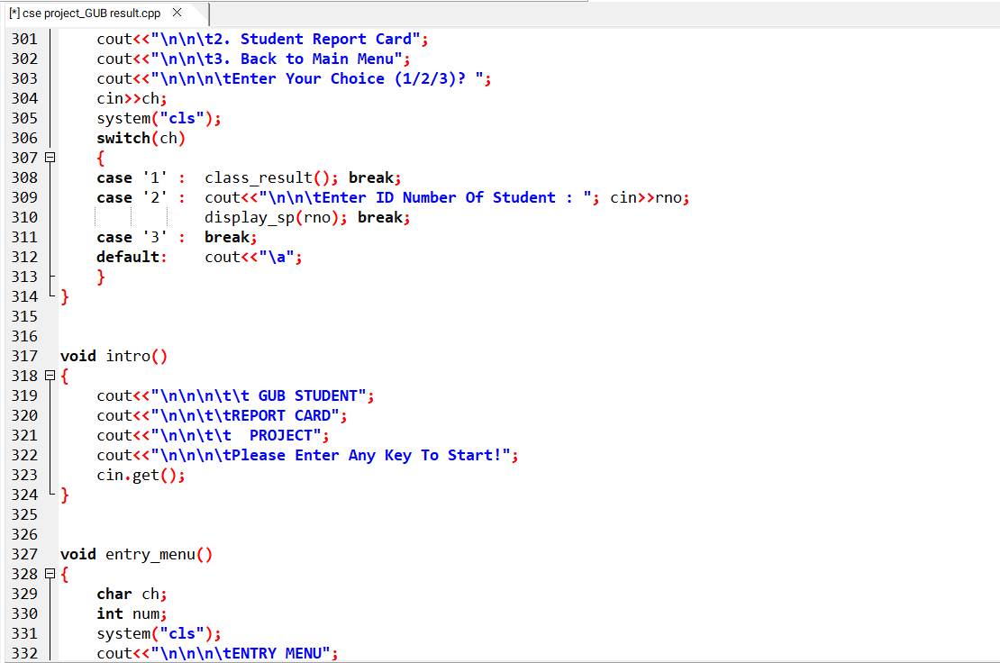 [*] cse project_GUB result.cpp ×
301 cout<<"\n\n\t2. Student Report Card";
302 cout<<"\n\n\t3. Back to Main Menu";
303 cout<<"\n\n\n\tEnter Your Choice (1/2/3)? ";
304 cin>>ch;
305 system("cls");
306 switch(ch)
307 {
308 case '1' : class_result(); break;
309 case '2' : cout<<"\n\n\tEnter ID Number Of Student : "; cin>>rno;
310 display_sp(rno); break;
311 case '3' : break;
312 default: cout<<"\a";
313 }
314 }
315
316
317 void intro()
318 {
319 cout<<"\n\n\n\t\t GUB STUDENT";
320 cout<<"\n\n\t\tREPORT CARD";
321 cout<<"\n\n\t\t  PROJECT";
322 cout<<"\n\n\n\tPlease Enter Any Key To Start!";
323 cin.get();
324 }
325
326
327 void entry_menu()
328 {
329 char ch;
330 int num;
331 system("cls");
332 cout<<"\n\n\n\tENTRY MENU";